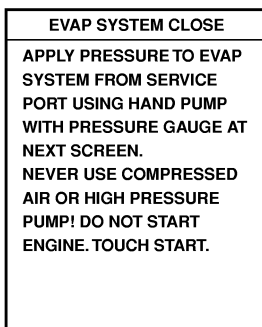 EVAP SYSTEM CLOSE
APPLY PRESSURE TO EVAP
SYSTEM FROM SERVICE
PORT USING HAND PUMP
WITH PRESSURE GAUGE AT
NEXT SCREEN.
NEVER USE COMPRESSED
AIR OR HIGH PRESSURE
PUMP! DO NOT START
ENGINE. TOUCH START.